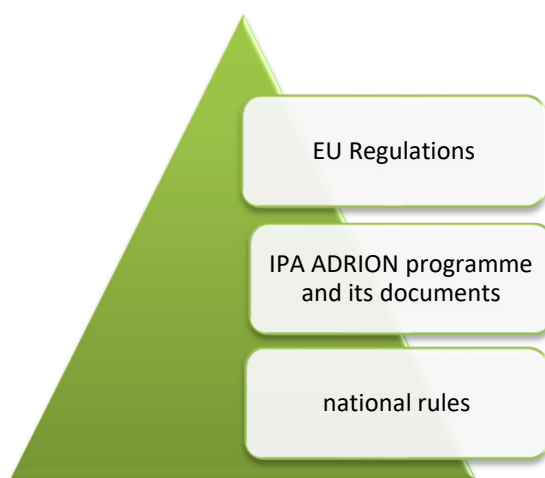 EU Regulations
IPA ADRION programme
and its documents
national rules